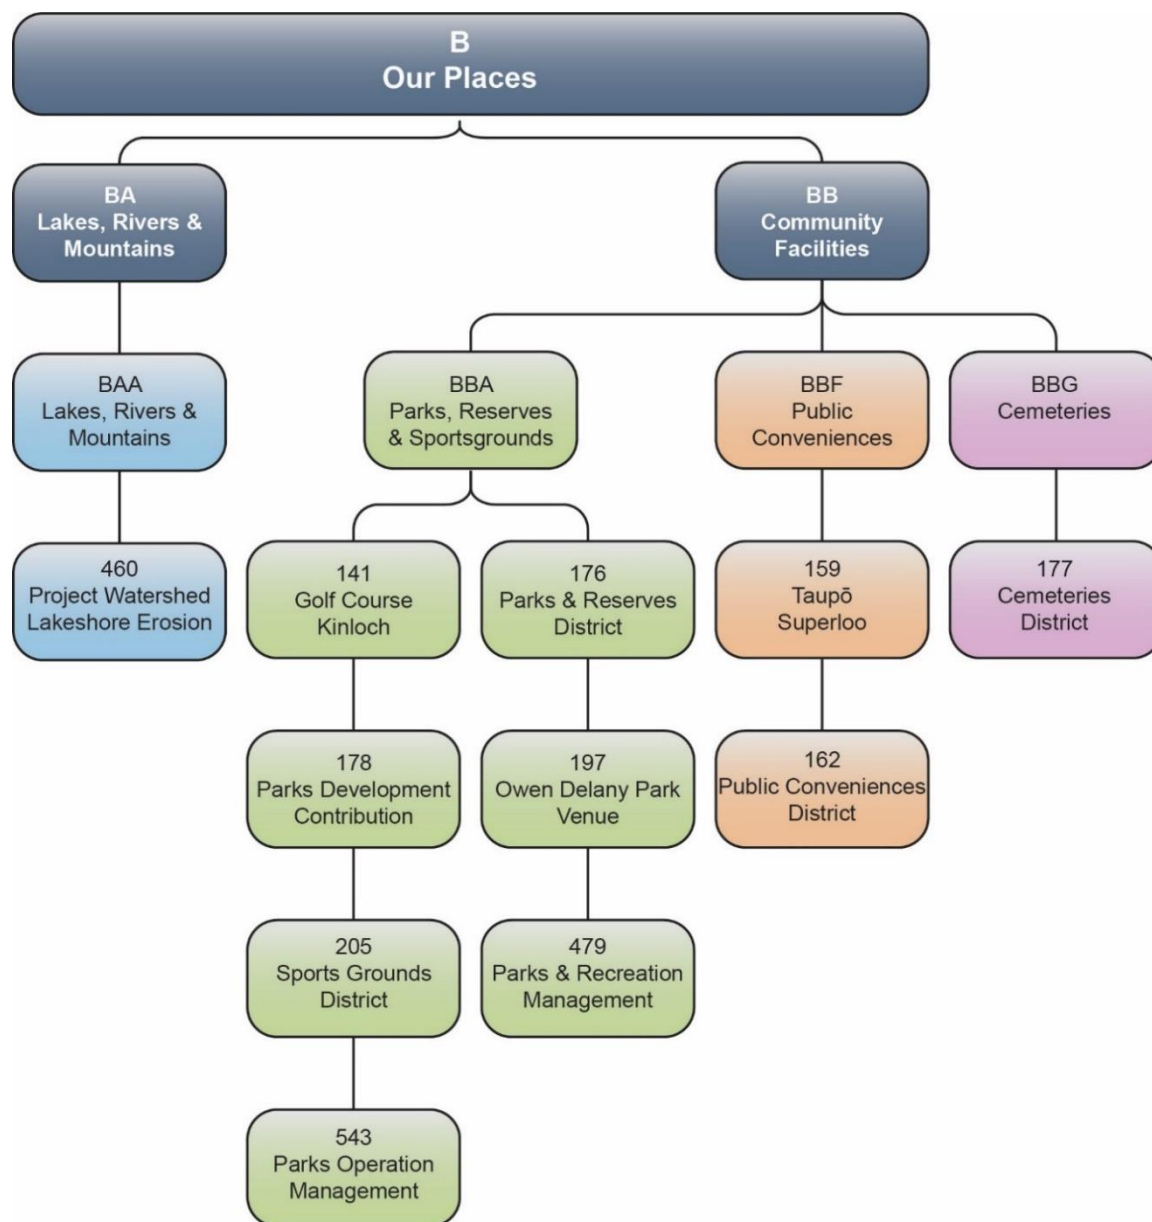 B
Our Places
BA
Lakes, Rivers &
Mountains
BB
Community
Facilities
BAA
Lakes, Rivers &
Mountains
BBA
Parks, Reserves
& Sportsgrounds
BBF
Public
Conveniences
BBG
Cemeteries
460
Project Watershed
Lakeshore Erosion
141
Golf Course
Kinloch
176
Parks & Reserves
District
159
Taupō
Superloo
177
Cemeteries
District
178
Parks Development
Contribution
197
Owen Delany Park
Venue
162
Public Conveniences
District
205
Sports Grounds
District
479
Parks & Recreation
Management
543
Parks Operation
Management